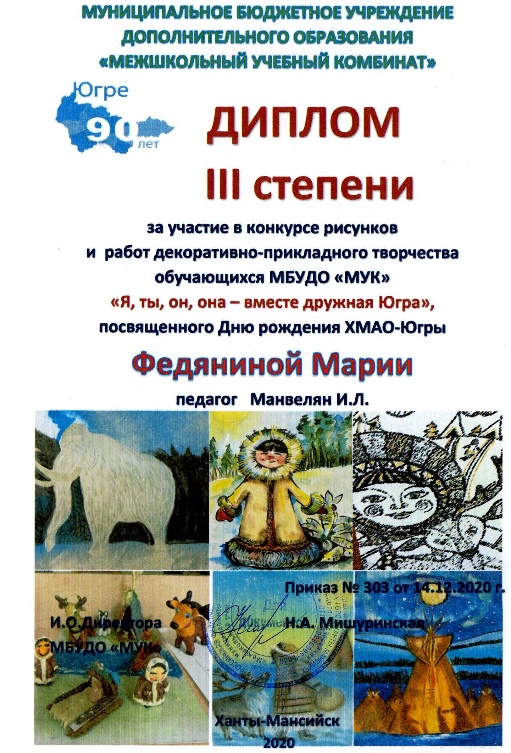 МУНИЦИПАЛЬНОЕ БЮДЖЕТНОЕ УЧРЕЖДЕНИЕ
ДОПОЛНИТЕЛЬНОГО ОБРАЗОВАНИЯ
«МЕЖШКОЛЬНЫЙ УЧЕБНЫЙ КОМБИНАТ»
Югре
90 лет
ДИПЛОМ
III степени
за участие в конкурсе рисунков
и работ декоративно-прикладного творчества
обучающихся МБУДО «МУК»
«Я, ты, он, она – вместе дружная Югра»,
посвященного Дню рождения ХМАО-Югры
Федяниной Марии
педагог Манвелян И.Л.
Приказ № 303 от 14.12.2020 г.
И.О.Директора Н.А. Мишуринская
МБУДО «МУК»
Ханты-Мансийск
2020